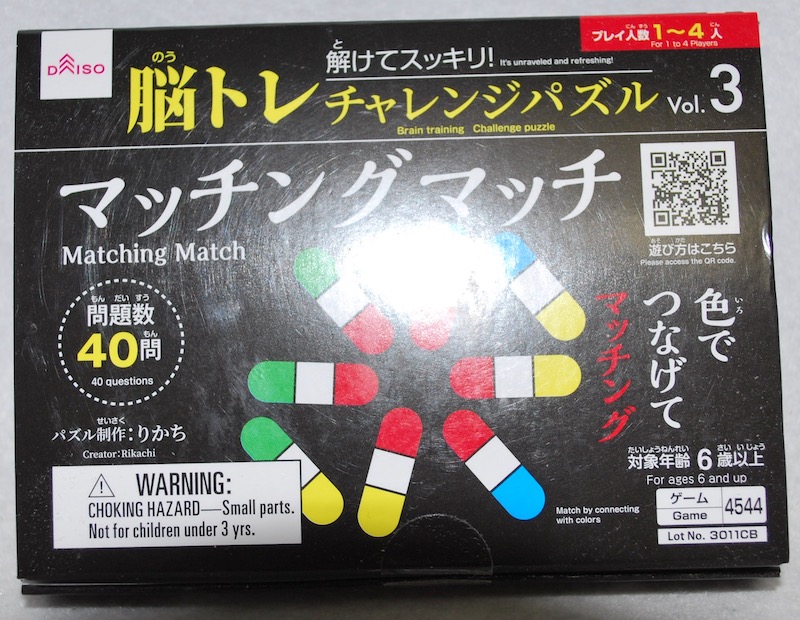 DAISO
のう
脳トレ
と
解けてスッキリ!
It's unraveled and refreshing!
チャレンジパズル Vol.3
Brain training Challenge puzzle
にんずう にん
プレイ人数 1〜4人
For 1 to 4 Players
マッチングマッチ
Matching Match
あそ かた
遊び方はこちら
Please access the QR code.
もんだいすう
問題数
もん
40問
40 questions
せいさく
パズル制作:りかち
Creator:Rikachi
いろ
色で
つなげて
マッチング
たいしょうねんれい さいいじょう
対象年齢 6歳以上
For ages 6 and up
WARNING:
CHOKING HAZARD—Small parts.
Not for children under 3 yrs.
Match by connecting
with colors
ゲーム
Game
4544
Lot No. 3011CB